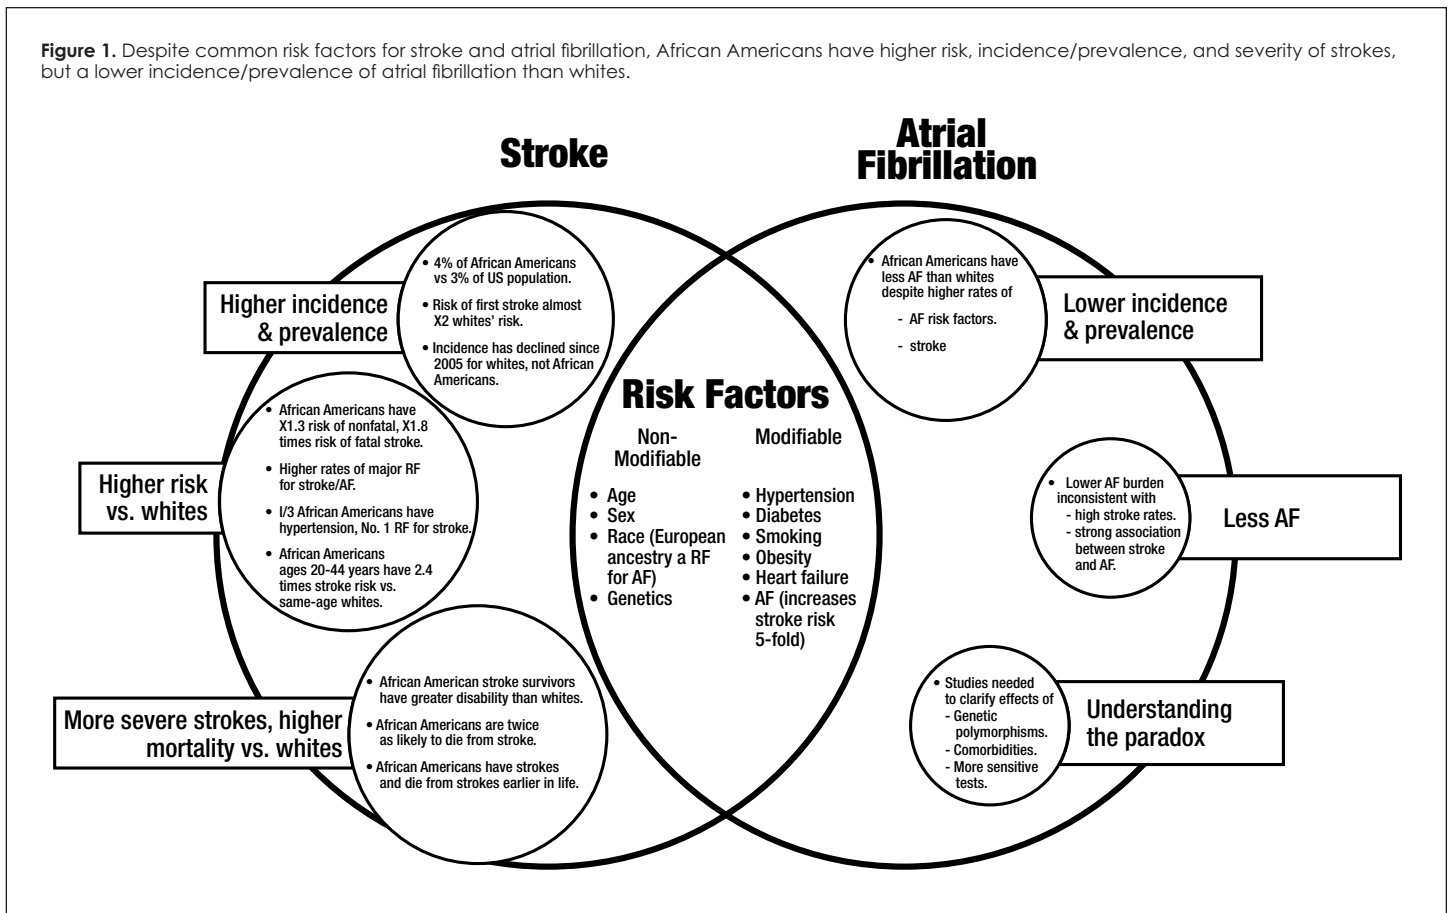 Figure 1. Despite common risk factors for stroke and atrial fibrillation, African Americans have higher risk, incidence/prevalence, and severity of strokes,
but a lower incidence/prevalence of atrial fibrillation than whites.
Stroke
Atrial
Fibrillation
Higher incidence
& prevalence
• 4% of African Americans
vs 3% of US population.
• Risk of first stroke almost
X2 whites' risk.
• Incidence has declined since
2005 for whites, not African
Americans.
Higher risk
vs. whites
• African Americans have
X1.3 risk of nonfatal, X1.8
times risk of fatal stroke.
• Higher rates of major RF
for stroke/AF.
• I/3 African Americans have
hypertension, No. 1 RF for stroke.
• African Americans
ages 20-44 years have 2.4
times stroke risk vs.
same-age whites.
More severe strokes, higher
mortality vs. whites
• African American stroke survivors
have greater disability than whites.
• African Americans are twice
as likely to die from stroke.
• African Americans have strokes
and die from strokes earlier in life.
Risk Factors
Non-
Modifiable
• Age
• Sex
• Race (European
ancestry a RF
for AF)
• Genetics
Modifiable
• Hypertension
• Diabetes
• Smoking
• Obesity
• Heart failure
• AF (increases
stroke risk
5-fold)
• African Americans have
less AF than whites
despite higher rates of
- AF risk factors.
- stroke
Lower incidence
& prevalence
• Lower AF burden
inconsistent with
- high stroke rates.
- strong association
between stroke
and AF.
Less AF
• Studies needed
to clarify effects of
- Genetic
polymorphisms.
- Comorbidities.
- More sensitive
tests.
Understanding
the paradox